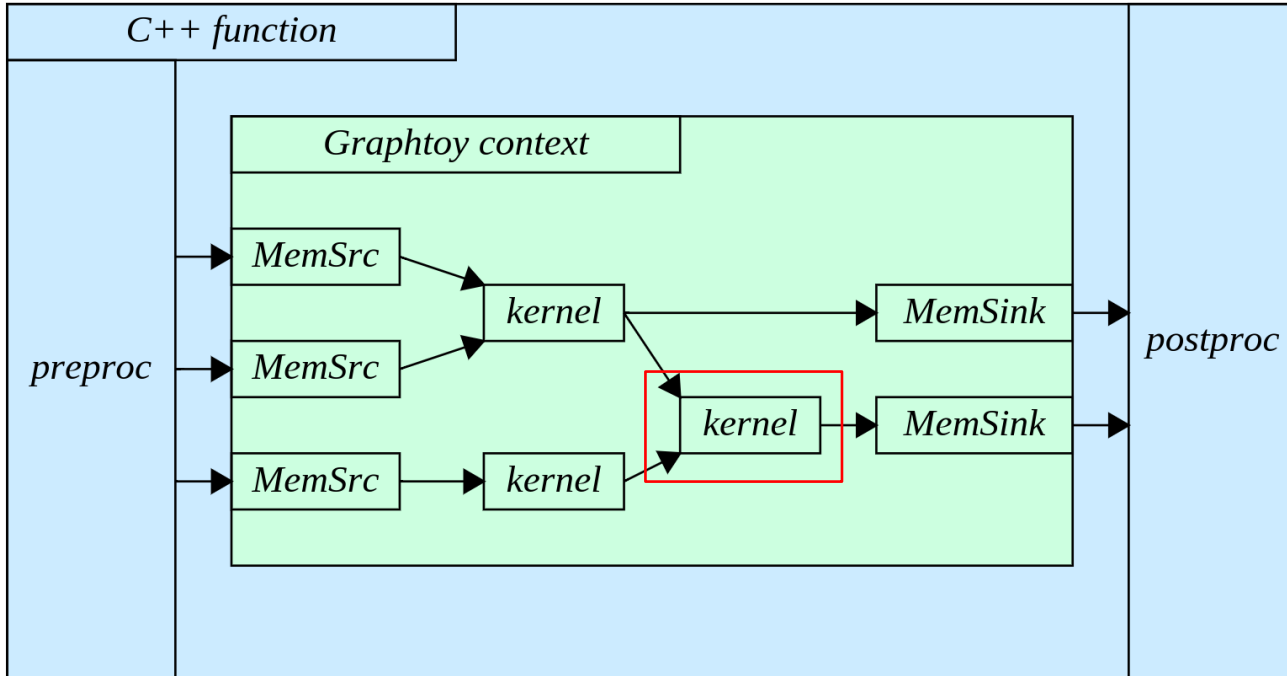 C++ function
Graphtoy context
MemSrc
kernel
MemSink
MemSrc
preproc
postproc
kernel
MemSink
MemSrc
kernel